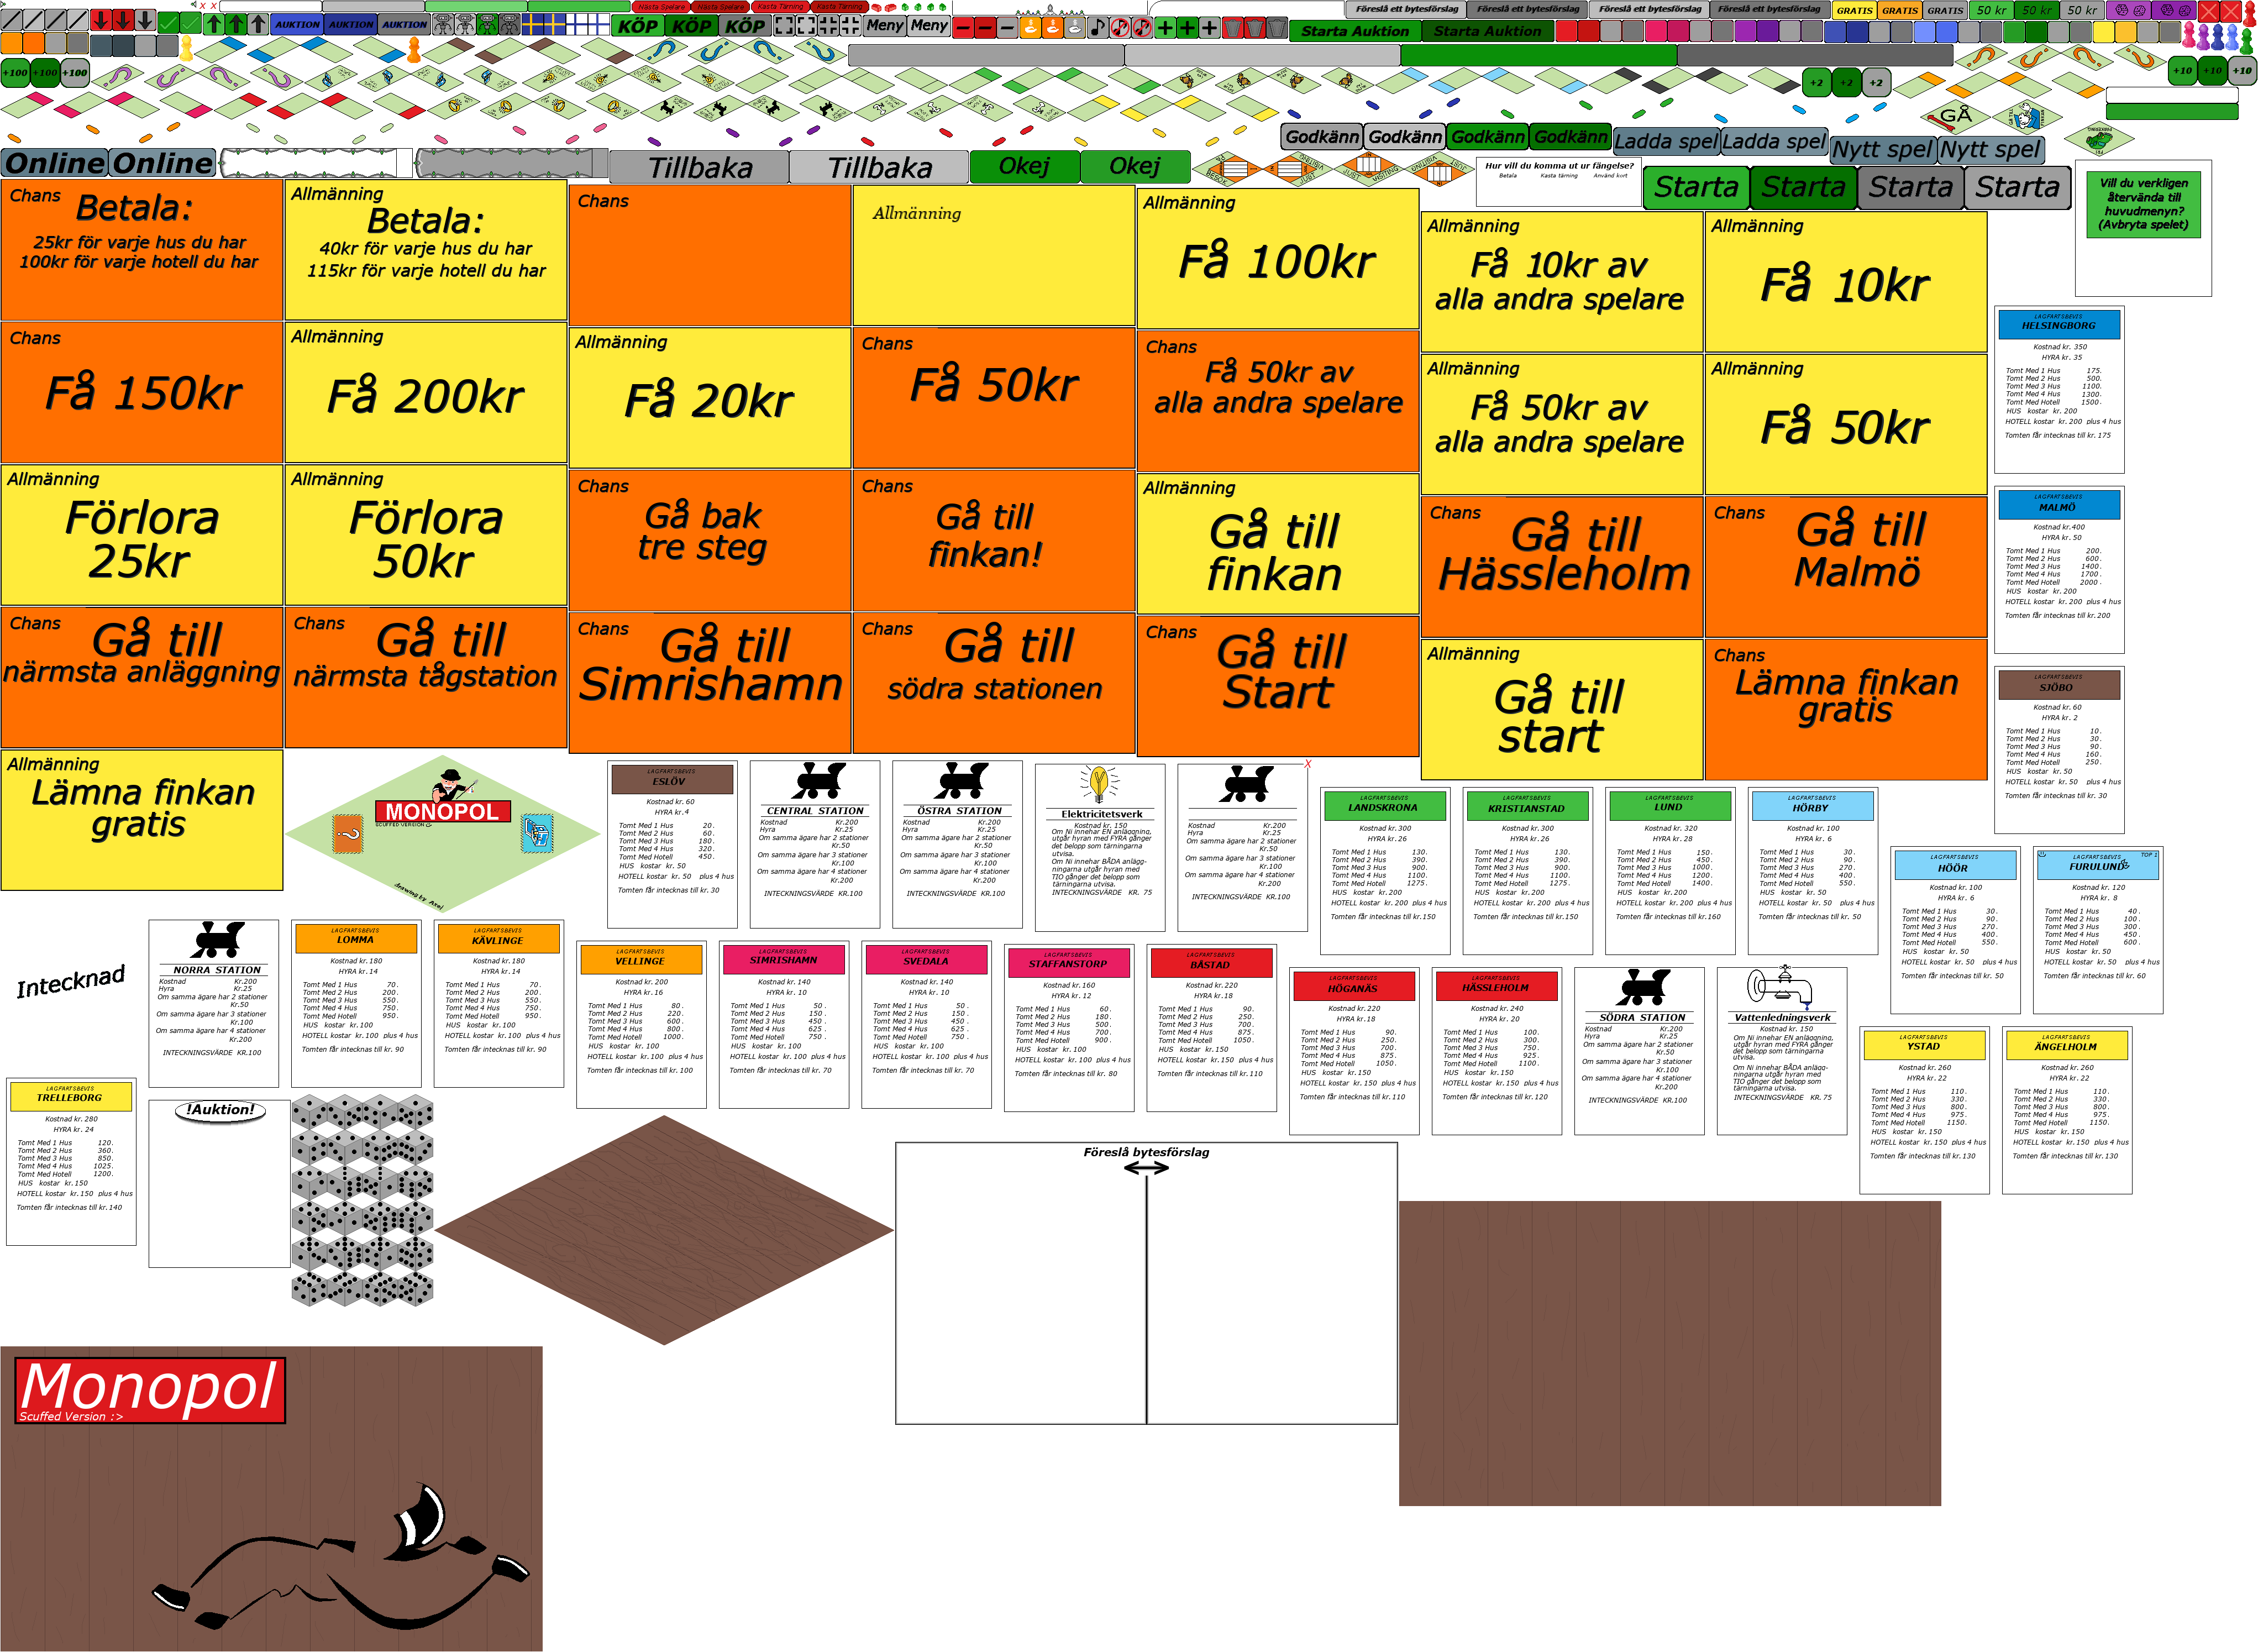 X X
Nästa Spelare
Nästa Spelare
Kasta Tärning
Kasta Tärning
Föreslå ett bytesförslag
Föreslå ett bytesförslag
Föreslå ett bytesförslag
Föreslå ett bytesförslag
GRATIS
GRATIS
GRATIS
50 kr
50 kr
50 kr
AUKTION
AUKTION
AUKTION
KÖP
KÖP
KÖP
Meny
Meny
Starta Auktion
Starta Auktion
+100
+100
+100
+2
+2
+2
+10
+10
+10
GÅ
Godkänn
Godkänn
Godkänn
Godkänn
Ladda spel
Ladda spel
Nytt spel
Nytt spel
Online
Online
Tillbaka
Tillbaka
Okej
Okej
Hur vill du komma ut ur fängelse?
Betala Kasta tärning Använd kort
Starta
Starta
Starta
Starta
Vill du verkligen
återvända till
huvudmenyn?
(Avbryta spelet)
Chans
Betala:
25kr för varje hus du har
100kr för varje hotell du har
Allmänning
Betala:
40kr för varje hus du har
115kr för varje hotell du har
Chans
Allmänning
Allmänning
Få 100kr
Allmänning
Få 10kr av
alla andra spelare
Allmänning
Få 10kr
Chans
Få 150kr
Allmänning
Få 200kr
Allmänning
Få 20kr
Chans
Få 50kr
Chans
Få 50kr av
alla andra spelare
Allmänning
Få 50kr av
alla andra spelare
Allmänning
Få 50kr
Allmänning
Förlora
25kr
Allmänning
Förlora
50kr
Chans
Gå bak
tre steg
Chans
Gå till
finkan!
Allmänning
Gå till
finkan
Chans
Gå till
Hässleholm
Chans
Gå till
Malmö
Chans
Gå till
närmsta anläggning
Chans
Gå till
närmsta tågstation
Chans
Gå till
Simrishamn
Chans
Gå till
södra stationen
Chans
Gå till
Start
Allmänning
Gå till
start
Chans
Lämna finkan
gratis
Allmänning
Lämna finkan
gratis
LAGFARTSBEVIS
HELSINGBORG
Kostnad kr. 350
HYRA kr. 35
Tomt Med 1 Hus 175.
Tomt Med 2 Hus 500.
Tomt Med 3 Hus 1100.
Tomt Med 4 Hus 1300.
Tomt Med Hotell 1500.
HUS kostar kr. 200
HOTELL kostar kr. 200 plus 4 hus
Tomten får intecknas till kr. 175
LAGFARTSBEVIS
MALMÖ
Kostnad kr.400
HYRA kr. 50
Tomt Med 1 Hus 200.
Tomt Med 2 Hus 600.
Tomt Med 3 Hus 1400.
Tomt Med 4 Hus 1700.
Tomt Med Hotell 2000.
HUS kostar kr. 200
HOTELL kostar kr. 200 plus 4 hus
Tomten får intecknas till kr.200
LAGFARTSBEVIS
SJÖBO
Kostnad kr. 60
HYRA kr. 2
Tomt Med 1 Hus 10.
Tomt Med 2 Hus 30.
Tomt Med 3 Hus 90.
Tomt Med 4 Hus 160.
Tomt Med Hotell 250.
HUS kostar kr. 50
HOTELL kostar kr. 50 plus 4 hus
Tomten får intecknas till kr. 30
MONOPOL
SCUFFED VERSION
drawing by Axel
LAGFARTSBEVIS
ESLÖV
Kostnad kr. 60
HYRA kr.4
Tomt Med 1 Hus 20.
Tomt Med 2 Hus 60.
Tomt Med 3 Hus 180.
Tomt Med 4 Hus 320.
Tomt Med Hotell 450.
HUS kostar kr. 50
HOTELL kostar kr. 50 plus 4 hus
Tomten får intecknas till kr. 30
CENTRAL STATION
Kostnad Kr.200
Hyra Kr.25
Om samma ägare har 2 stationer
Kr.50
Om samma ägare har 3 stationer
Kr.100
Om samma ägare har 4 stationer
Kr.200
INTECKNINGSVÄRDE KR.100
ÖSTRA STATION
Kostnad Kr.200
Hyra Kr.25
Om samma ägare har 2 stationer
Kr.50
Om samma ägare har 3 stationer
Kr.100
Om samma ägare har 4 stationer
Kr.200
INTECKNINGSVÄRDE KR.100
Elektricitetsverk
Kostnad kr. 150
Om Ni innehar EN anläggning,
utgår hyran med FYRA gånger
det belopp som tärningarna
utvisa.
Om Ni innehar BÅDA anlägg-
ningarna utgår hyran med
TIO gånger det belopp som
tärningarna utvisa.
INTECKNINGSVÄRDE KR. 75
X
Kostnad Kr.200
Hyra Kr.25
Om samma ägare har 2 stationer
Kr.50
Om samma ägare har 3 stationer
Kr.100
Om samma ägare har 4 stationer
Kr.200
INTECKNINGSVÄRDE KR.100
LAGFARTSBEVIS
LANDSKRONA
Kostnad kr.300
HYRA kr. 26
Tomt Med 1 Hus 130.
Tomt Med 2 Hus 390.
Tomt Med 3 Hus 900.
Tomt Med 4 Hus 1100.
Tomt Med Hotell 1275.
HUS kostar kr.200
HOTELL kostar kr.200 plus 4 hus
Tomten får intecknas till kr.150
LAGFARTSBEVIS
KRISTIANSTAD
Kostnad kr.300
HYRA kr. 26
Tomt Med 1 Hus 130.
Tomt Med 2 Hus 390.
Tomt Med 3 Hus 900.
Tomt Med 4 Hus 1100.
Tomt Med Hotell 1275.
HUS kostar kr.200
HOTELL kostar kr.200 plus 4 hus
Tomten får intecknas till kr.150
LAGFARTSBEVIS
LUND
Kostnad kr. 320
HYRA kr. 28
Tomt Med 1 Hus 150.
Tomt Med 2 Hus 450.
Tomt Med 3 Hus 1000.
Tomt Med 4 Hus 1200.
Tomt Med Hotell 1400.
HUS kostar kr.200
HOTELL kostar kr.200 plus 4 hus
Tomten får intecknas till kr.160
LAGFARTSBEVIS
HÖRBY
Kostnad kr.100
HYRA kr. 6
Tomt Med 1 Hus 30.
Tomt Med 2 Hus 90.
Tomt Med 3 Hus 270.
Tomt Med 4 Hus 400.
Tomt Med Hotell 550.
HUS kostar kr. 50
HOTELL kostar kr. 50 plus 4 hus
Tomten får intecknas till kr. 50
LAGFARTSBEVIS
HÖÖR
Kostnad kr.100
HYRA kr. 6
Tomt Med 1 Hus 30.
Tomt Med 2 Hus 90.
Tomt Med 3 Hus 270.
Tomt Med 4 Hus 400.
Tomt Med Hotell 550.
HUS kostar kr. 50
HOTELL kostar kr. 50 plus 4 hus
Tomten får intecknas till kr. 50
TOP 1
LAGFARTSBEVIS
FURULUND
Kostnad kr. 120
HYRA kr. 8
Tomt Med 1 Hus 40.
Tomt Med 2 Hus 100.
Tomt Med 3 Hus 300.
Tomt Med 4 Hus 450.
Tomt Med Hotell 600.
HUS kostar kr. 50
HOTELL kostar kr. 50 plus 4 hus
Tomten får intecknas till kr. 60
Intecknad
NORRA STATION
Kostnad Kr.200
Hyra Kr.25
Om samma ägare har 2 stationer
Kr.50
Om samma ägare har 3 stationer
Kr.100
Om samma ägare har 4 stationer
Kr.200
INTECKNINGSVÄRDE KR.100
LAGFARTSBEVIS
LOMMA
Kostnad kr.180
HYRA kr.14
Tomt Med 1 Hus 70.
Tomt Med 2 Hus 200.
Tomt Med 3 Hus 550.
Tomt Med 4 Hus 750.
Tomt Med Hotell 950.
HUS kostar kr.100
HOTELL kostar kr.100 plus 4 hus
Tomten får intecknas till kr. 90
LAGFARTSBEVIS
KÄVLINGE
Kostnad kr.180
HYRA kr.14
Tomt Med 1 Hus 70.
Tomt Med 2 Hus 200.
Tomt Med 3 Hus 550.
Tomt Med 4 Hus 750.
Tomt Med Hotell 950.
HUS kostar kr.100
HOTELL kostar kr.100 plus 4 hus
Tomten får intecknas till kr. 90
LAGFARTSBEVIS
VELLINGE
Kostnad kr. 200
HYRA kr.16
Tomt Med 1 Hus 80.
Tomt Med 2 Hus 220.
Tomt Med 3 Hus 600.
Tomt Med 4 Hus 800.
Tomt Med Hotell 1000.
HUS kostar kr. 100
HOTELL kostar kr.100 plus 4 hus
Tomten får intecknas till kr. 100
LAGFARTSBEVIS
SIMRISHAMN
Kostnad kr. 140
HYRA kr. 10
Tomt Med 1 Hus 50.
Tomt Med 2 Hus 150.
Tomt Med 3 Hus 450.
Tomt Med 4 Hus 625.
Tomt Med Hotell 750.
HUS kostar kr. 100
HOTELL kostar kr. 100 plus 4 hus
Tomten får intecknas till kr. 70
LAGFARTSBEVIS
SVEDALA
Kostnad kr. 140
HYRA kr. 10
Tomt Med 1 Hus 50.
Tomt Med 2 Hus 150.
Tomt Med 3 Hus 450.
Tomt Med 4 Hus 625.
Tomt Med Hotell 750.
HUS kostar kr. 100
HOTELL kostar kr. 100 plus 4 hus
Tomten får intecknas till kr. 70
LAGFARTSBEVIS
STAFFANSTORP
Kostnad kr.160
HYRA kr. 12
Tomt Med 1 Hus 60.
Tomt Med 2 Hus 180.
Tomt Med 3 Hus 500.
Tomt Med 4 Hus 700.
Tomt Med Hotell 900.
HUS kostar kr. 100
HOTELL kostar kr.100 plus 4 hus
Tomten får intecknas till kr. 80
LAGFARTSBEVIS
BÅSTAD
Kostnad kr.220
HYRA kr.18
Tomt Med 1 Hus 90.
Tomt Med 2 Hus 250.
Tomt Med 3 Hus 700.
Tomt Med 4 Hus 875.
Tomt Med Hotell 1050.
HUS kostar kr.150
HOTELL kostar kr.150 plus 4 hus
Tomten får intecknas till kr.110
LAGFARTSBEVIS
HÖGANÄS
Kostnad kr.220
HYRA kr.18
Tomt Med 1 Hus 90.
Tomt Med 2 Hus 250.
Tomt Med 3 Hus 700.
Tomt Med 4 Hus 875.
Tomt Med Hotell 1050.
HUS kostar kr.150
HOTELL kostar kr.150 plus 4 hus
Tomten får intecknas till kr.110
LAGFARTSBEVIS
HÄSSLEHOLM
Kostnad kr. 240
HYRA kr. 20
Tomt Med 1 Hus 100.
Tomt Med 2 Hus 300.
Tomt Med 3 Hus 750.
Tomt Med 4 Hus 925.
Tomt Med Hotell 1100.
HUS kostar kr.150
HOTELL kostar kr.150 plus 4 hus
Tomten får intecknas till kr.120
SÖDRA STATION
Kostnad Kr.200
Hyra Kr.25
Om samma ägare har 2 stationer
Kr.50
Om samma ägare har 3 stationer
Kr.100
Om samma ägare har 4 stationer
Kr.200
INTECKNINGSVÄRDE KR.100
Vattenledningsverk
Kostnad kr. 150
Om Ni innehar EN anläggning,
utgår hyran med FYRA gånger
det belopp som tärningarna
utvisa.
Om Ni innehar BÅDA anlägg-
ningarna utgår hyran med
TIO gånger det belopp som
tärningarna utvisa.
INTECKNINGSVÄRDE KR. 75
LAGFARTSBEVIS
YSTAD
Kostnad kr.260
HYRA kr. 22
Tomt Med 1 Hus 110.
Tomt Med 2 Hus 330.
Tomt Med 3 Hus 800.
Tomt Med 4 Hus 975.
Tomt Med Hotell 1150.
HUS kostar kr.150
HOTELL kostar kr.150 plus 4 hus
Tomten får intecknas till kr.130
LAGFARTSBEVIS
ÄNGELHOLM
Kostnad kr.260
HYRA kr. 22
Tomt Med 1 Hus 110.
Tomt Med 2 Hus 330.
Tomt Med 3 Hus 800.
Tomt Med 4 Hus 975.
Tomt Med Hotell 1150.
HUS kostar kr.150
HOTELL kostar kr.150 plus 4 hus
Tomten får intecknas till kr.130
LAGFARTSBEVIS
TRELLEBORG
Kostnad kr. 280
HYRA kr. 24
Tomt Med 1 Hus 120.
Tomt Med 2 Hus 360.
Tomt Med 3 Hus 850.
Tomt Med 4 Hus 1025.
Tomt Med Hotell 1200.
HUS kostar kr.150
HOTELL kostar kr.150 plus 4 hus
Tomten får intecknas till kr.140
!Auktion!
Föreslå bytesförslag
Monopol
Scuffed Version :>